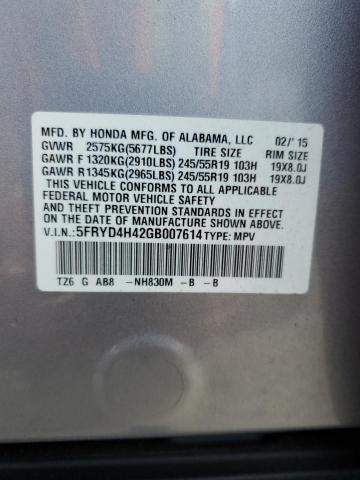 MFD. BY HONDA MFG. OF ALABAMA, LLC 02/'15
GVWR 2575KG(5677LBS) TIRE SIZE RIM SIZE
GAWR F 1320KG(2910LBS) 245/55R19 103H 19X8.0J
GAWR R1345KG(2965LBS) 245/55R19 103H 19X8.0J
THIS VEHICLE CONFORMS TO ALL APPLICABLE
FEDERAL MOTOR VEHICLE SAFETY, BUMPER,
AND THEFT PREVENTION STANDARDS IN EFFECT
ON THE DATE OF MANUFACTURE SHOWN ABOVE.
V.I.N.:5FRYD4H42GB007614 TYPE: MPV
TZ6 G AB8 -NH830M -B -B